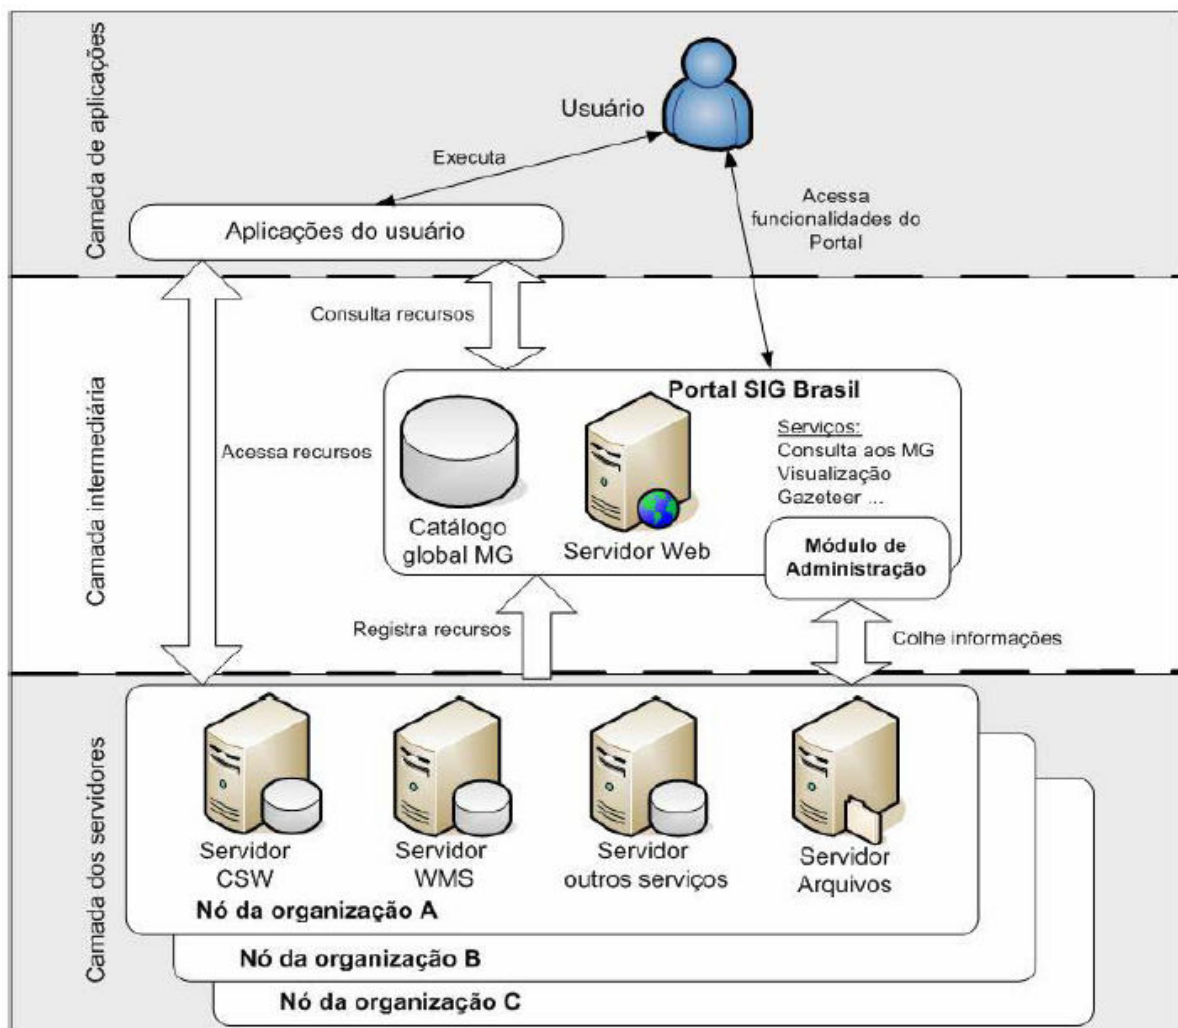 Camada de aplicações
Usuário
Executa
Acessa
funcionalidades do
Portal
Aplicações do usuário
Camada intermediária
Consulta recursos
Acessa recursos
Portal SIG Brasil
Serviços:
Consulta aos MG
Visualização
Gazeteer ...
Catálogo
global MG
Servidor Web
Módulo de
Administração
Registra recursos
Colhe informações
Camada dos servidores
Servidor
CSW
Servidor
WMS
Servidor
outros serviços
Servidor
Arquivos
Nó da organização A
Nó da organização B
Nó da organização C